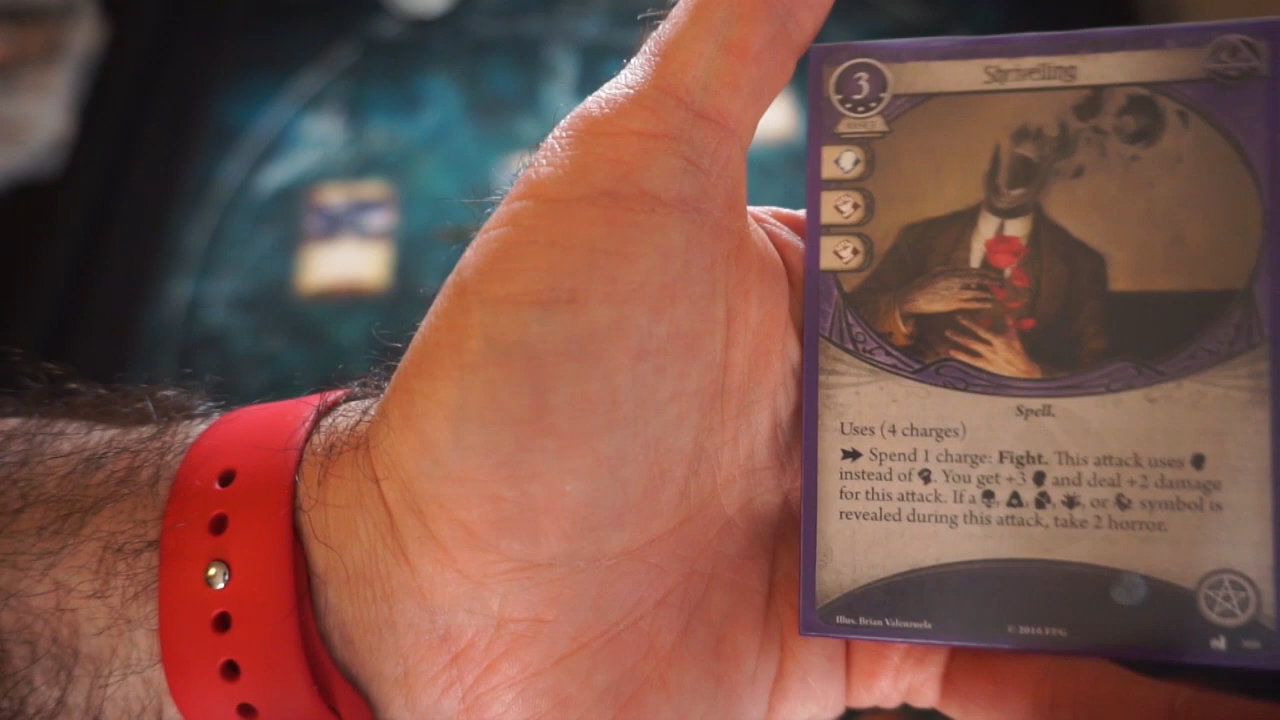 3
Shrivelling
Spell.
Uses (4 charges)
Spend 1 charge: Fight. This attack uses
instead of . You get +3 and deal +2 damage
for this attack. If a , , , , or symbol is
revealed during this attack, take 2 horror.
Illus. Brian Valenzuela
© 2016 FFG